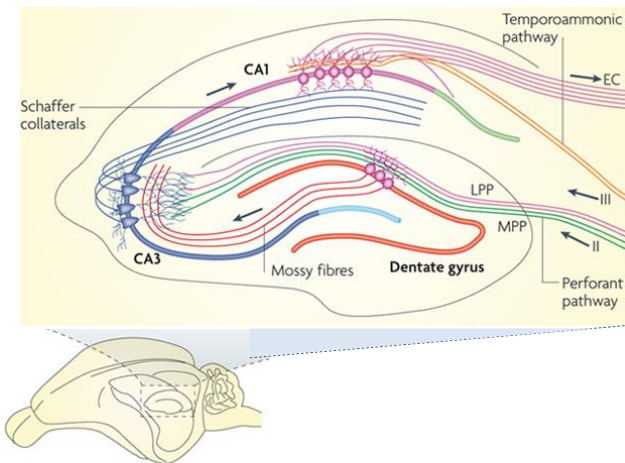 Temporoammonic
pathway
CA1
EC
Schaffer
collaterals
LPP
III
MPP
II
CA3
Mossy fibres
Dentate gyrus
Perforant
pathway